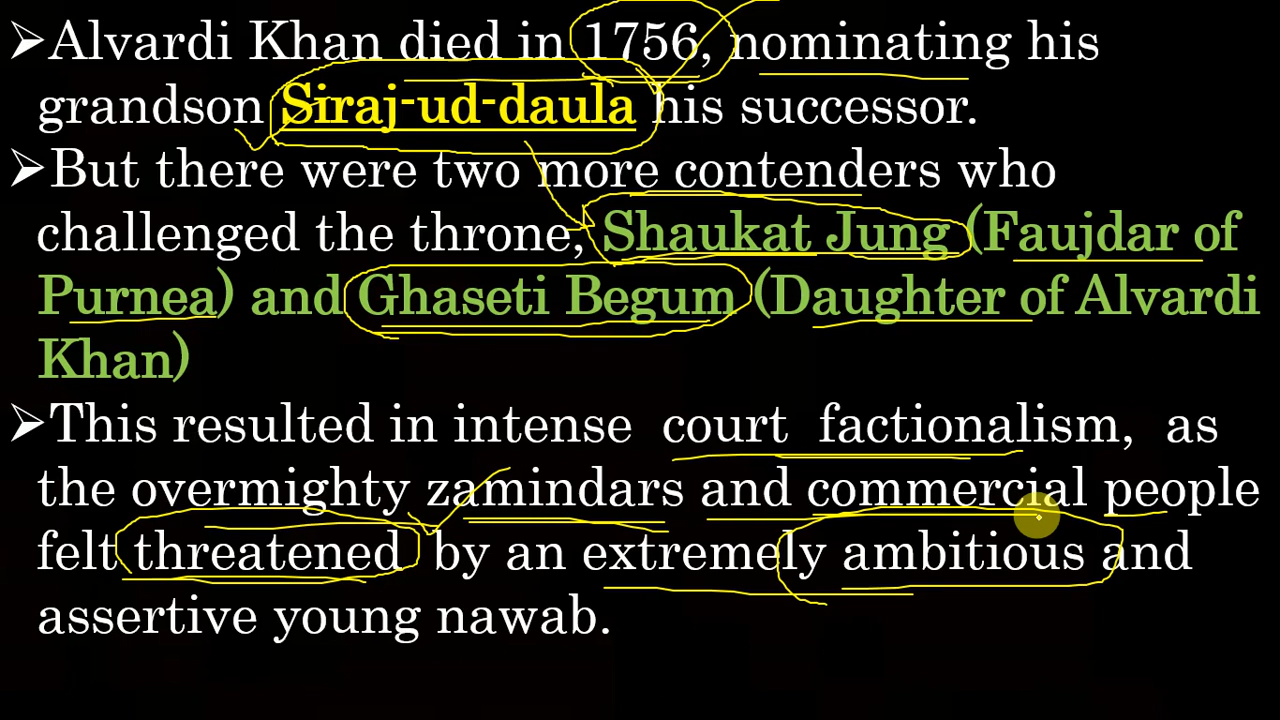 ➢Alvardi Khan died in 1756, nominating his
grandson Siraj-ud-daula his successor.
➢But there were two more contenders who
challenged the throne, Shaukat Jung (Faujdar of
Purnea) and Ghaseti Begum (Daughter of Alvardi
Khan)
➢This resulted in intense court factionalism, as
the overmighty zamindars and commercial people
felt threatened by an extremely ambitious and
assertive young nawab.